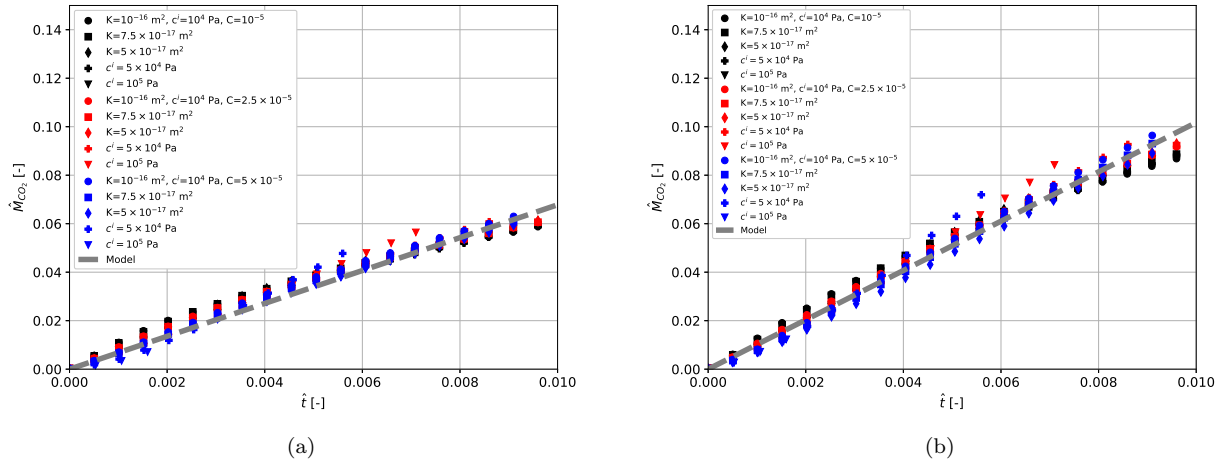 0.14
0.12
0.10
0.08
0.06
0.04
0.02
0.00
M̂_CO₂ [-]
K=10⁻¹⁶ m², cⁱ=10⁴ Pa, C=10⁻⁵
K=7.5×10⁻¹⁷ m²
K=5×10⁻¹⁷ m²
cⁱ = 5×10⁴ Pa
cⁱ = 10⁵ Pa
K=10⁻¹⁶ m², cⁱ=10⁴ Pa, C=2.5×10⁻⁵
K=7.5×10⁻¹⁷ m²
K=5×10⁻¹⁷ m²
cⁱ = 5×10⁴ Pa
cⁱ = 10⁵ Pa
K=10⁻¹⁶ m², cⁱ=10⁴ Pa, C=5×10⁻⁵
K=7.5×10⁻¹⁷ m²
K=5×10⁻¹⁷ m²
cⁱ = 5×10⁴ Pa
cⁱ = 10⁵ Pa
Model
0.000 0.002 0.004 0.006 0.008 0.010
t̂ [-]
(a)
0.14
0.12
0.10
0.08
0.06
0.04
0.02
0.00
M̂_CO₂ [-]
K=10⁻¹⁶ m², cⁱ=10⁴ Pa, C=10⁻⁵
K=7.5×10⁻¹⁷ m²
K=5×10⁻¹⁷ m²
cⁱ = 5×10⁴ Pa
cⁱ = 10⁵ Pa
K=10⁻¹⁶ m², cⁱ=10⁴ Pa, C=2.5×10⁻⁵
K=7.5×10⁻¹⁷ m²
K=5×10⁻¹⁷ m²
cⁱ = 5×10⁴ Pa
cⁱ = 10⁵ Pa
K=10⁻¹⁶ m², cⁱ=10⁴ Pa, C=5×10⁻⁵
K=7.5×10⁻¹⁷ m²
K=5×10⁻¹⁷ m²
cⁱ = 5×10⁴ Pa
cⁱ = 10⁵ Pa
Model
0.000 0.002 0.004 0.006 0.008 0.010
t̂ [-]
(b)